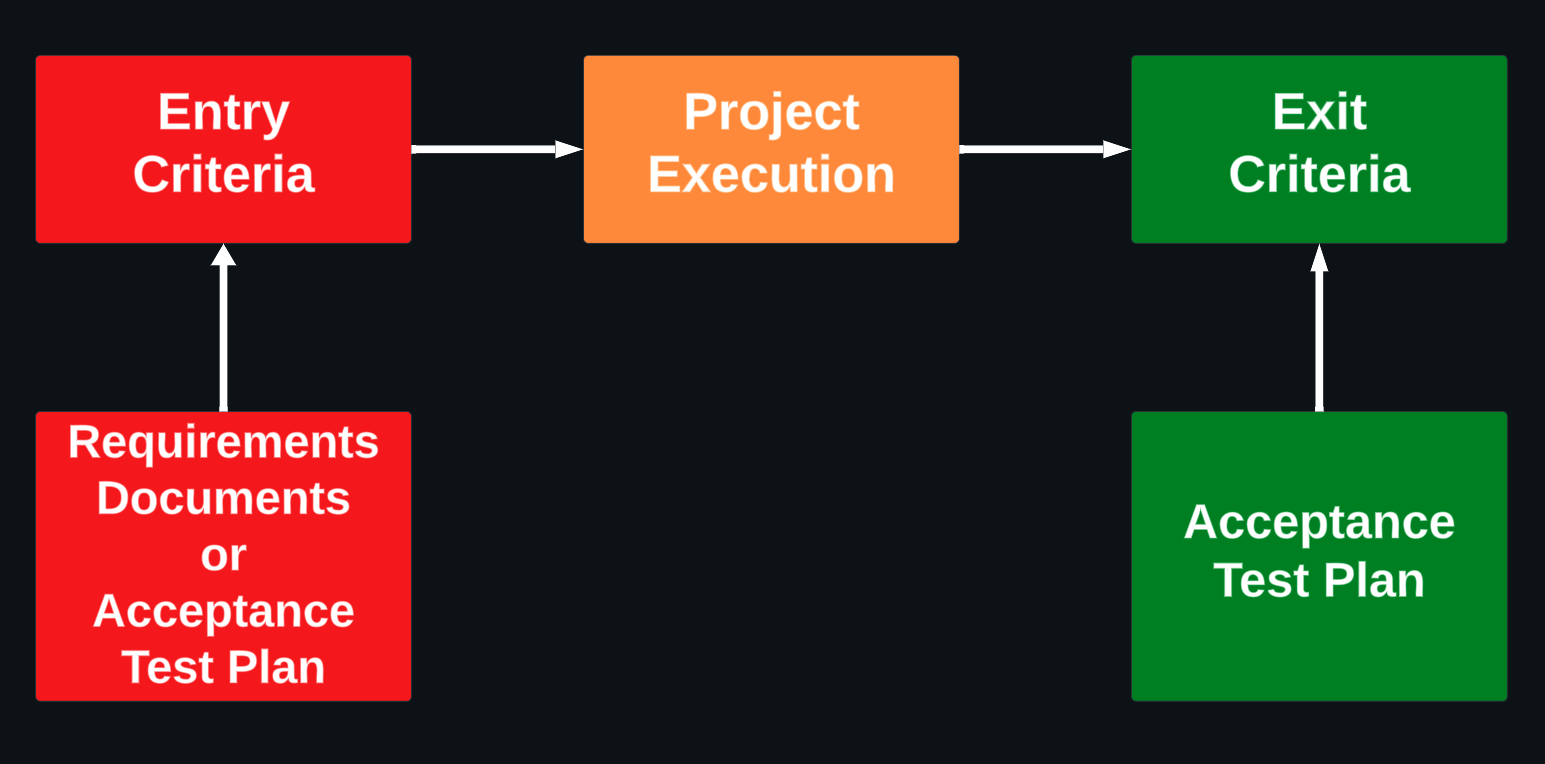 Entry
Criteria
Project
Execution
Exit
Criteria
Requirements
Documents
or
Acceptance
Test Plan
Acceptance
Test Plan